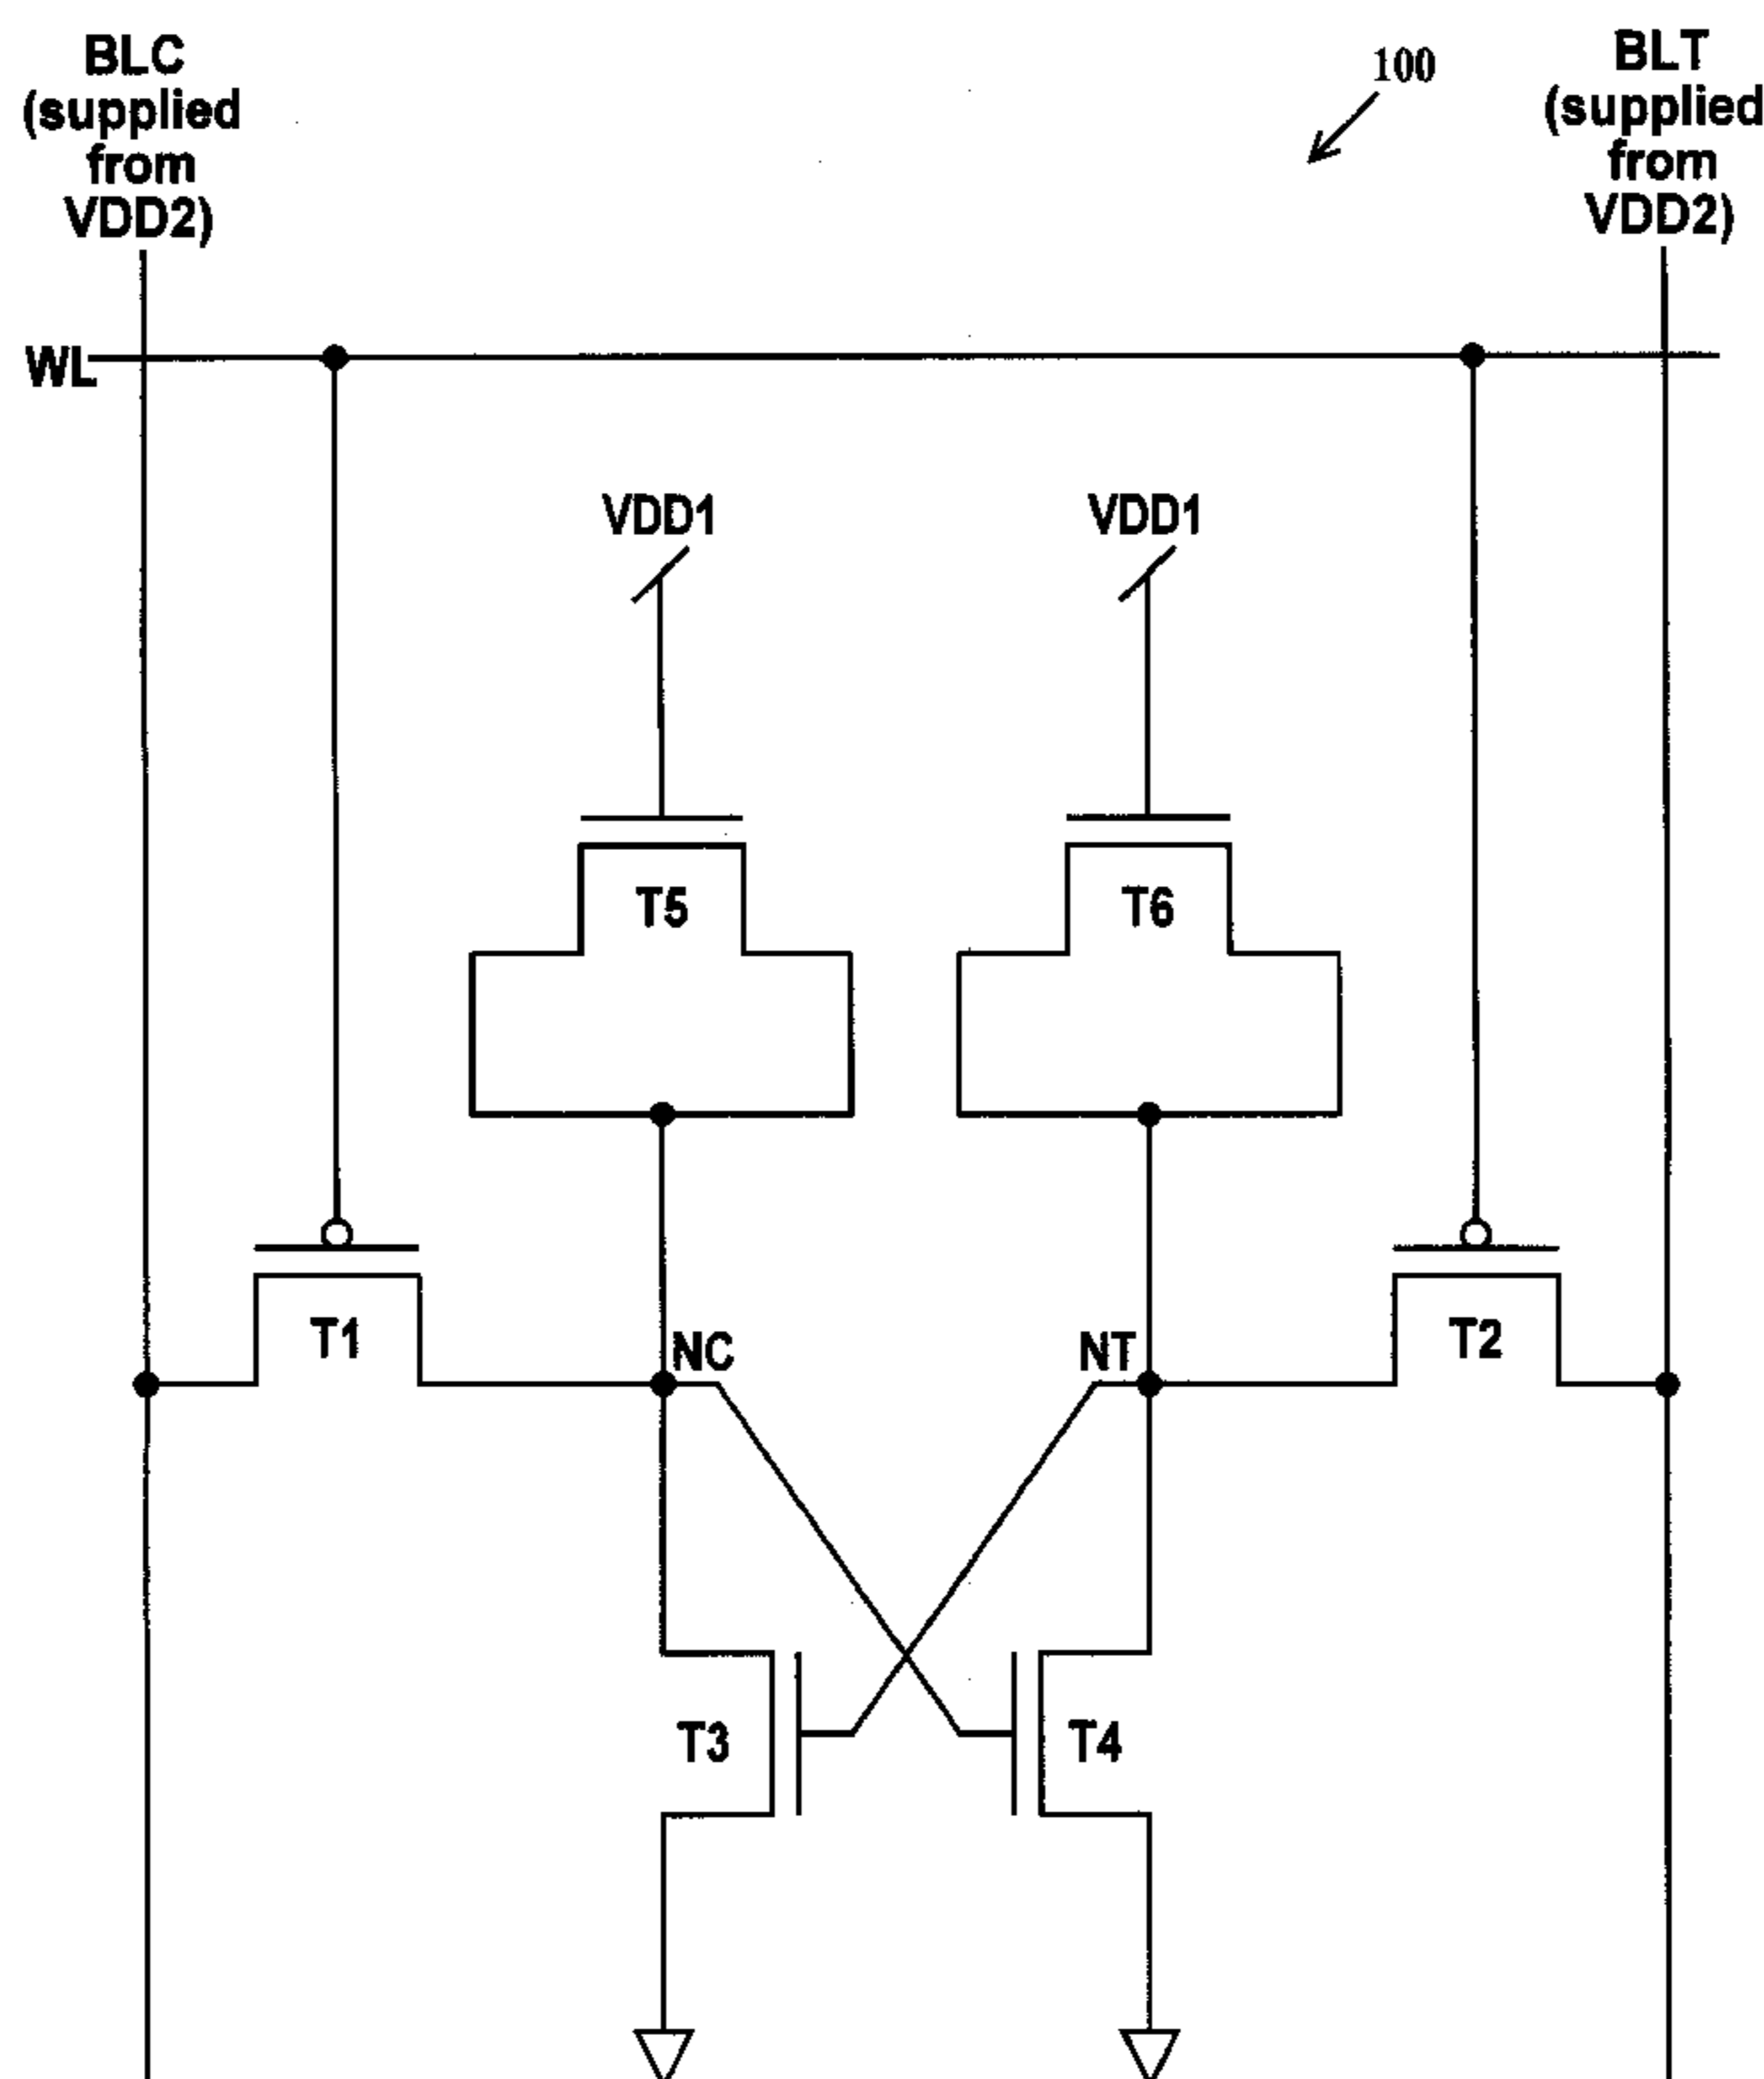 BLC
(supplied
from
VDD2)
100
BLT
(supplied
from
VDD2)
WL
VDD1
VDD1
T5
T6
T1
NC
NT
T2
T3
T4